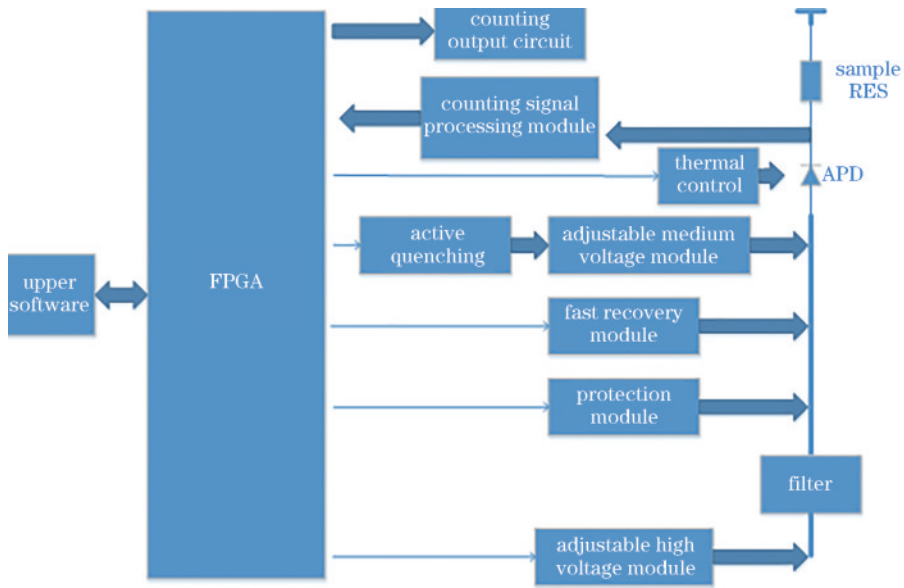 counting
output circuit
sample
RES
counting signal
processing module
thermal
control
APD
active
quenching
adjustable medium
voltage module
upper
software
FPGA
fast recovery
module
protection
module
filter
adjustable high
voltage module